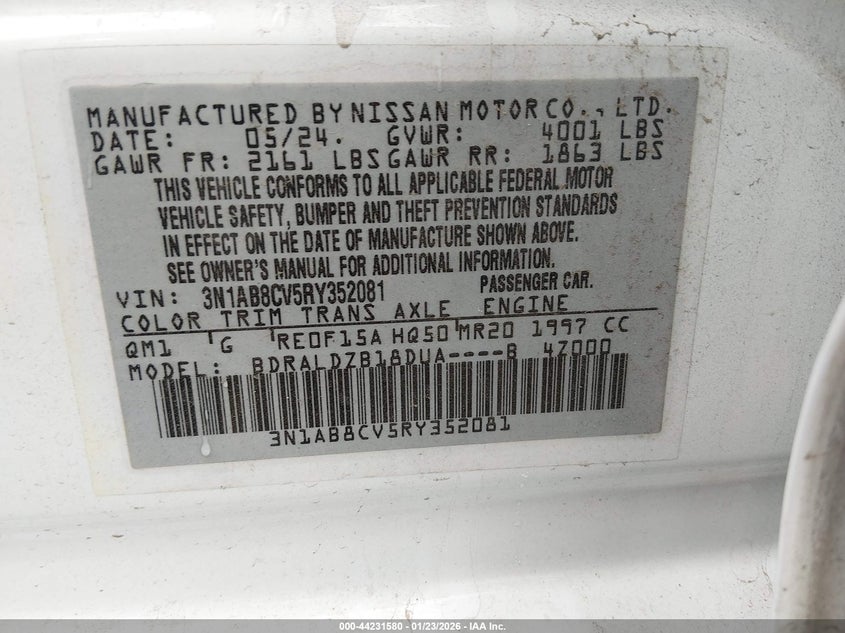 MANUFACTURED BY NISSAN MOTOR CO., LTD.
DATE: 05/24. GVWR: 4001 LBS
GAWR FR: 2161 LBS GAWR RR: 1863 LBS
THIS VEHICLE CONFORMS TO ALL APPLICABLE FEDERAL MOTOR
VEHICLE SAFETY, BUMPER AND THEFT PREVENTION STANDARDS
IN EFFECT ON THE DATE OF MANUFACTURE SHOWN ABOVE.
SEE OWNER'S MANUAL FOR ADDITIONAL INFORMATION.
VIN: 3N1AB8CV5RY352081 PASSENGER CAR.
COLOR TRIM TRANS AXLE ENGINE
QM1 G RE0F15A HQ50 MR20 1997 CC
MODEL: BDRALDZB18DUA----B 4Z000
3N1AB8CV5RY352081
000-44231580 - 01/23/2026 - IAA Inc.